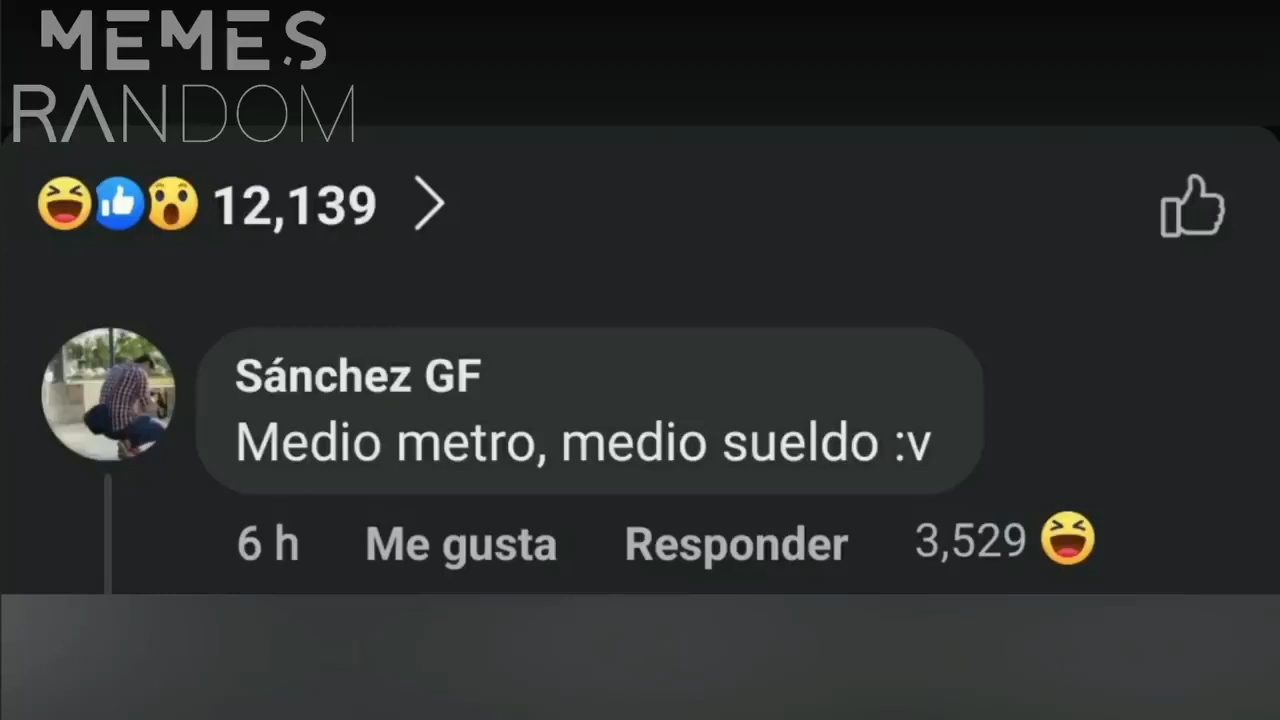 MEMES
RANDOM
12,139
Sánchez GF
Medio metro, medio sueldo :v
6 h Me gusta Responder 3,529